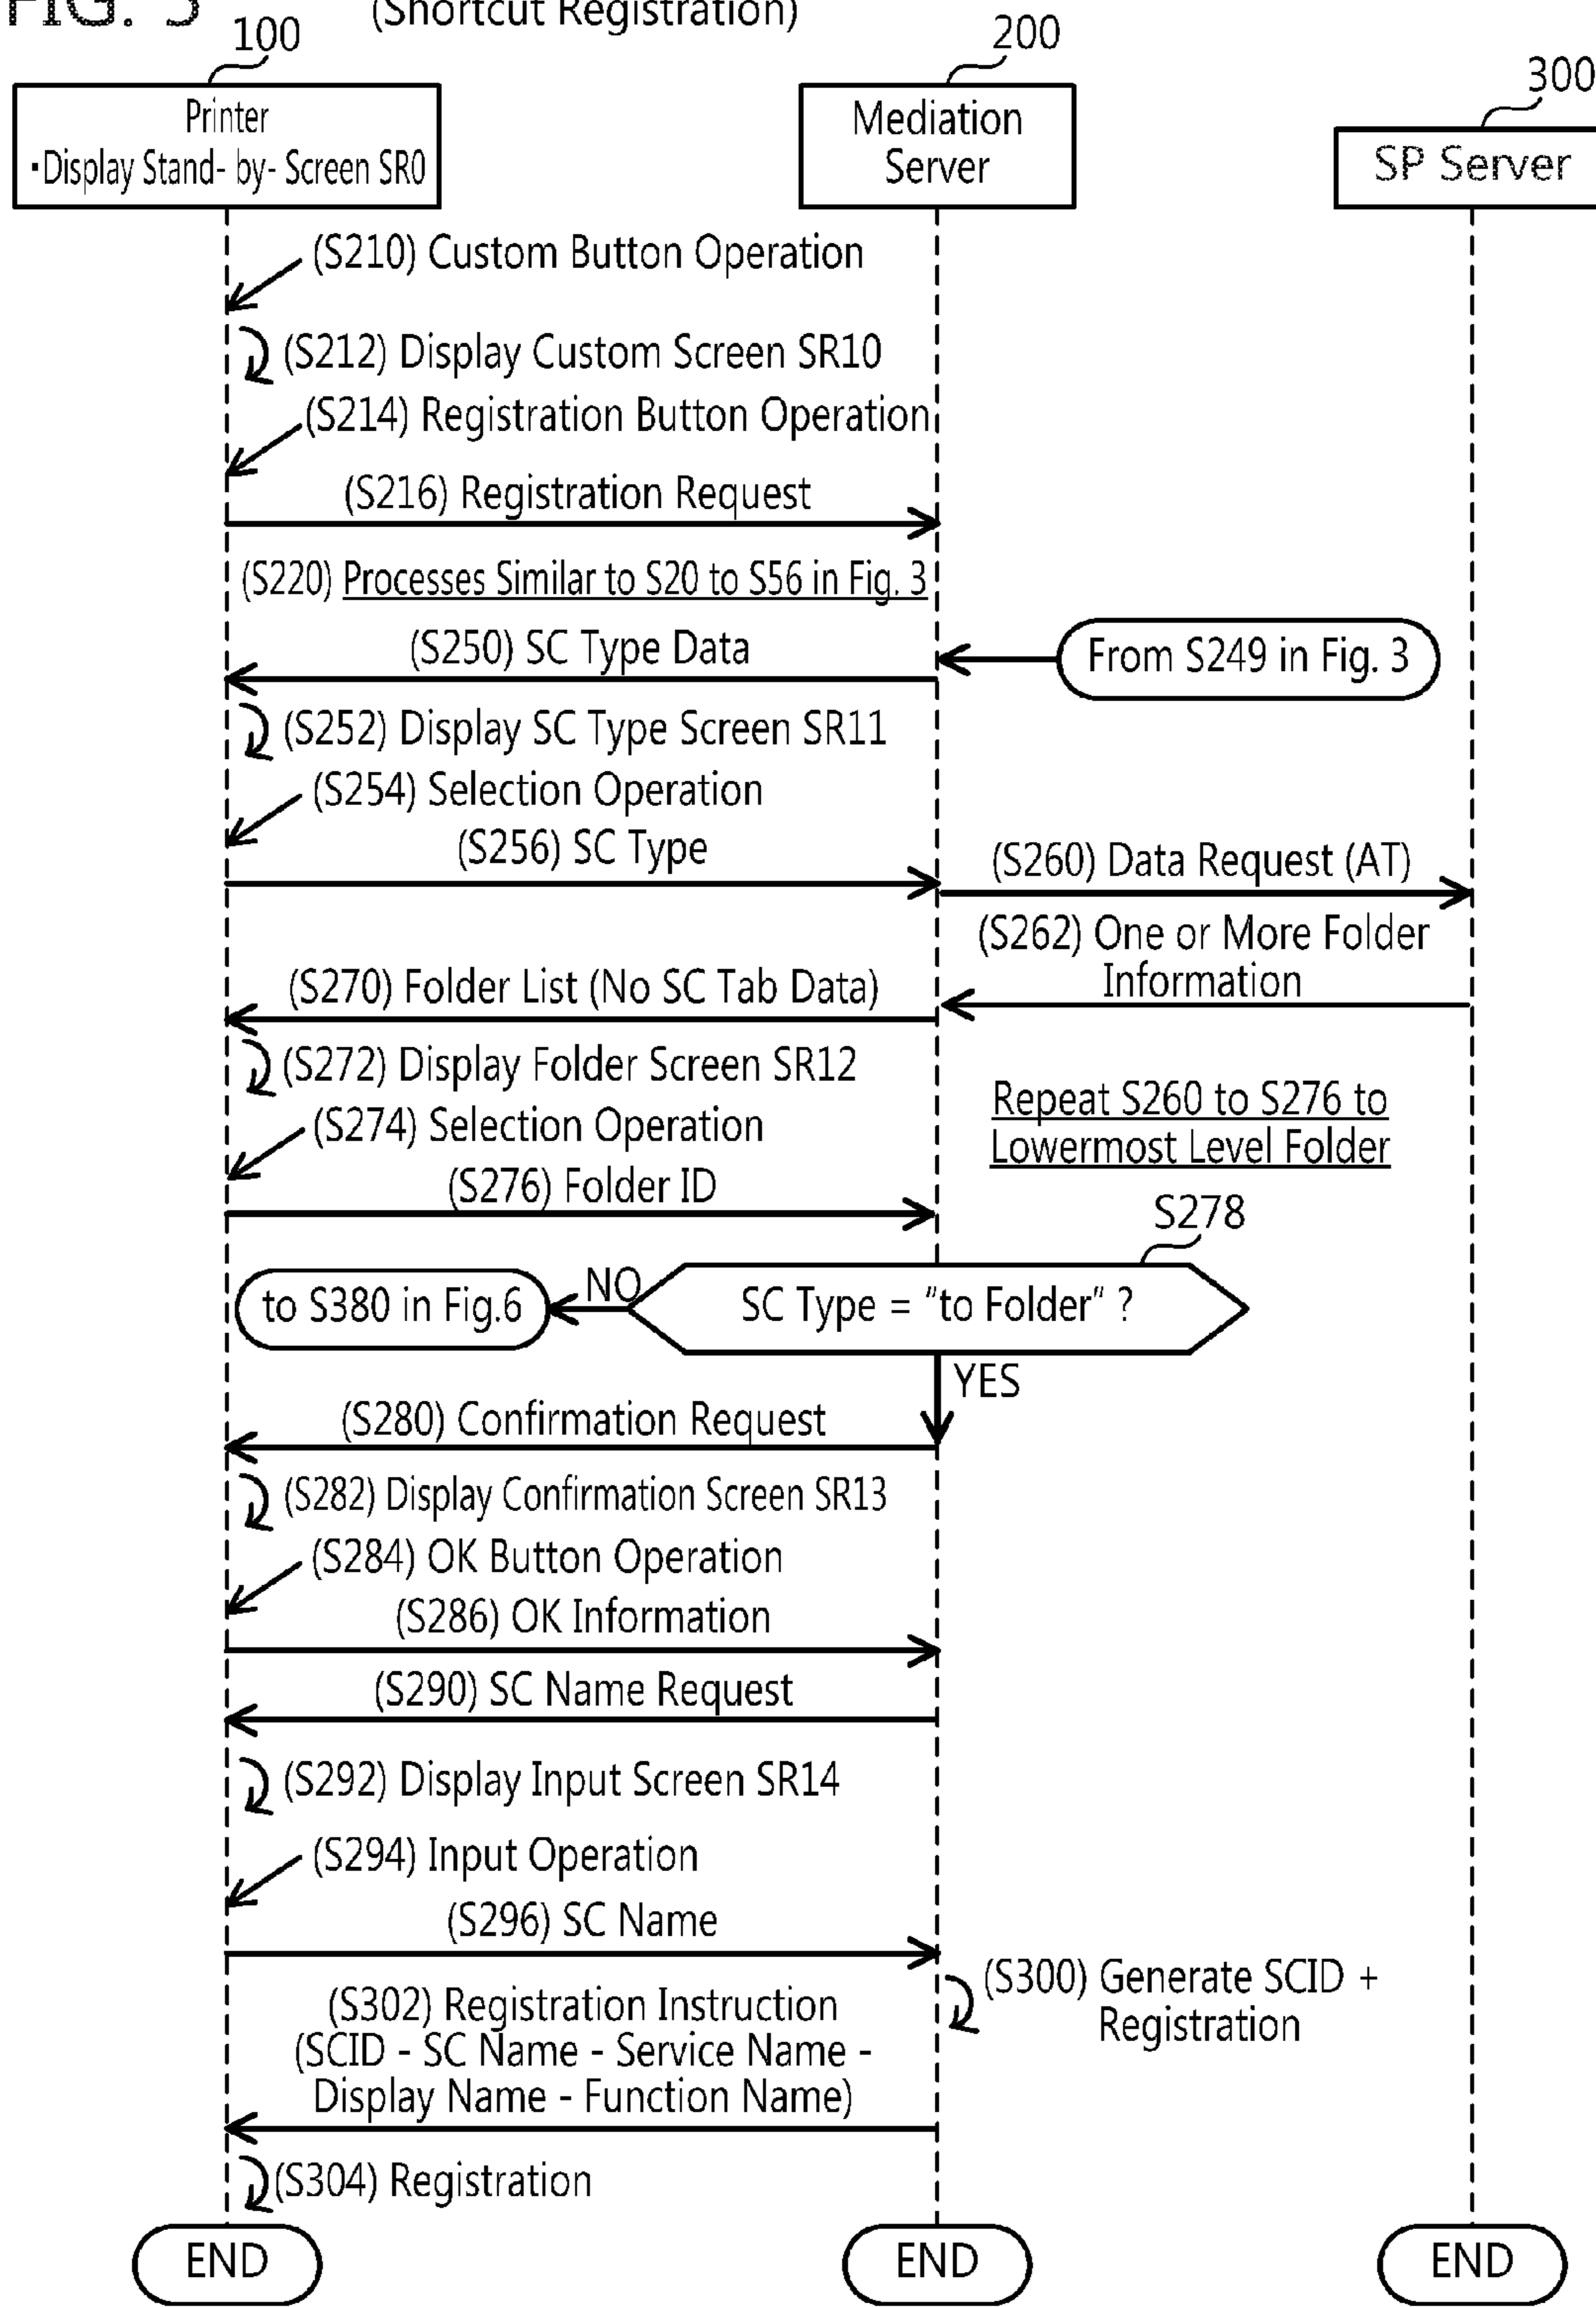 FIG. 5
(Shortcut Registration)
100
200
300
Printer
·Display Stand- by- Screen SR0
Mediation
Server
SP Server
(S210) Custom Button Operation
(S212) Display Custom Screen SR10
(S214) Registration Button Operation
(S216) Registration Request
(S220) Processes Similar to S20 to S56 in Fig. 3
(S250) SC Type Data
From S249 in Fig. 3
(S252) Display SC Type Screen SR11
(S254) Selection Operation
(S256) SC Type
(S260) Data Request (AT)
(S262) One or More Folder
Information
(S270) Folder List (No SC Tab Data)
(S272) Display Folder Screen SR12
(S274) Selection Operation
Repeat S260 to S276 to
Lowermost Level Folder
(S276) Folder ID
S278
to S380 in Fig.6
NO
SC Type = "to Folder" ?
YES
(S280) Confirmation Request
(S282) Display Confirmation Screen SR13
(S284) OK Button Operation
(S286) OK Information
(S290) SC Name Request
(S292) Display Input Screen SR14
(S294) Input Operation
(S296) SC Name
(S300) Generate SCID +
Registration
(S302) Registration Instruction
(SCID - SC Name - Service Name -
Display Name - Function Name)
(S304) Registration
END
END
END